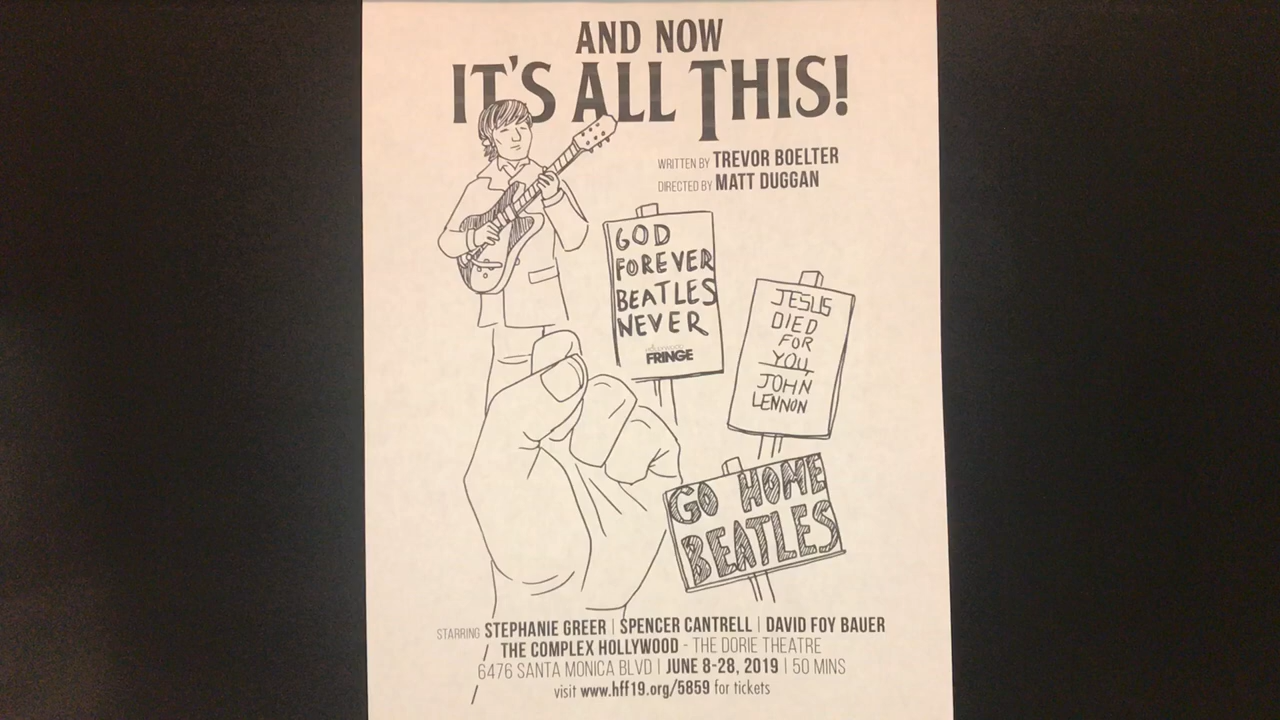 AND NOW
IT'S ALL THIS!
WRITTEN BY TREVOR BOELTER
DIRECTED BY MATT DUGGAN
GOD
FOREVER
BEATLES
NEVER
FRINGE
JESUS
DIED
FOR
YOU,
JOHN
LENNON
GO HOME
BEATLES
STARRING STEPHANIE GREER | SPENCER CANTRELL | DAVID FOY BAUER
THE COMPLEX HOLLYWOOD - THE DORIE THEATRE
6476 SANTA MONICA BLVD | JUNE 8-28, 2019 | 50 MINS
visit www.hff19.org/5859 for tickets